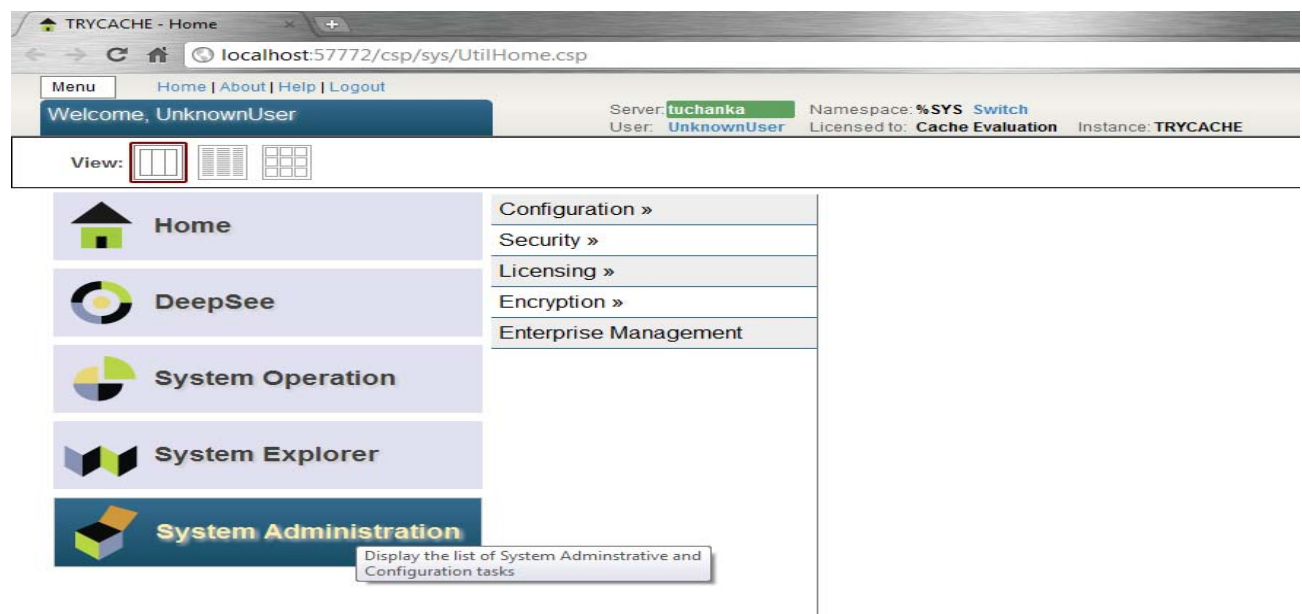 TRYCACHE - Home
localhost:57772/csp/sys/UtilHome.csp
Menu Home | About | Help | Logout
Welcome, UnknownUser
Server: tuchanka Namespace: %SYS Switch
User: UnknownUser Licensed to: Cache Evaluation Instance: TRYCACHE
View:
Home
DeepSee
System Operation
System Explorer
System Administration
Configuration »
Security »
Licensing »
Encryption »
Enterprise Management
Display the list of System Adminstrative and
Configuration tasks